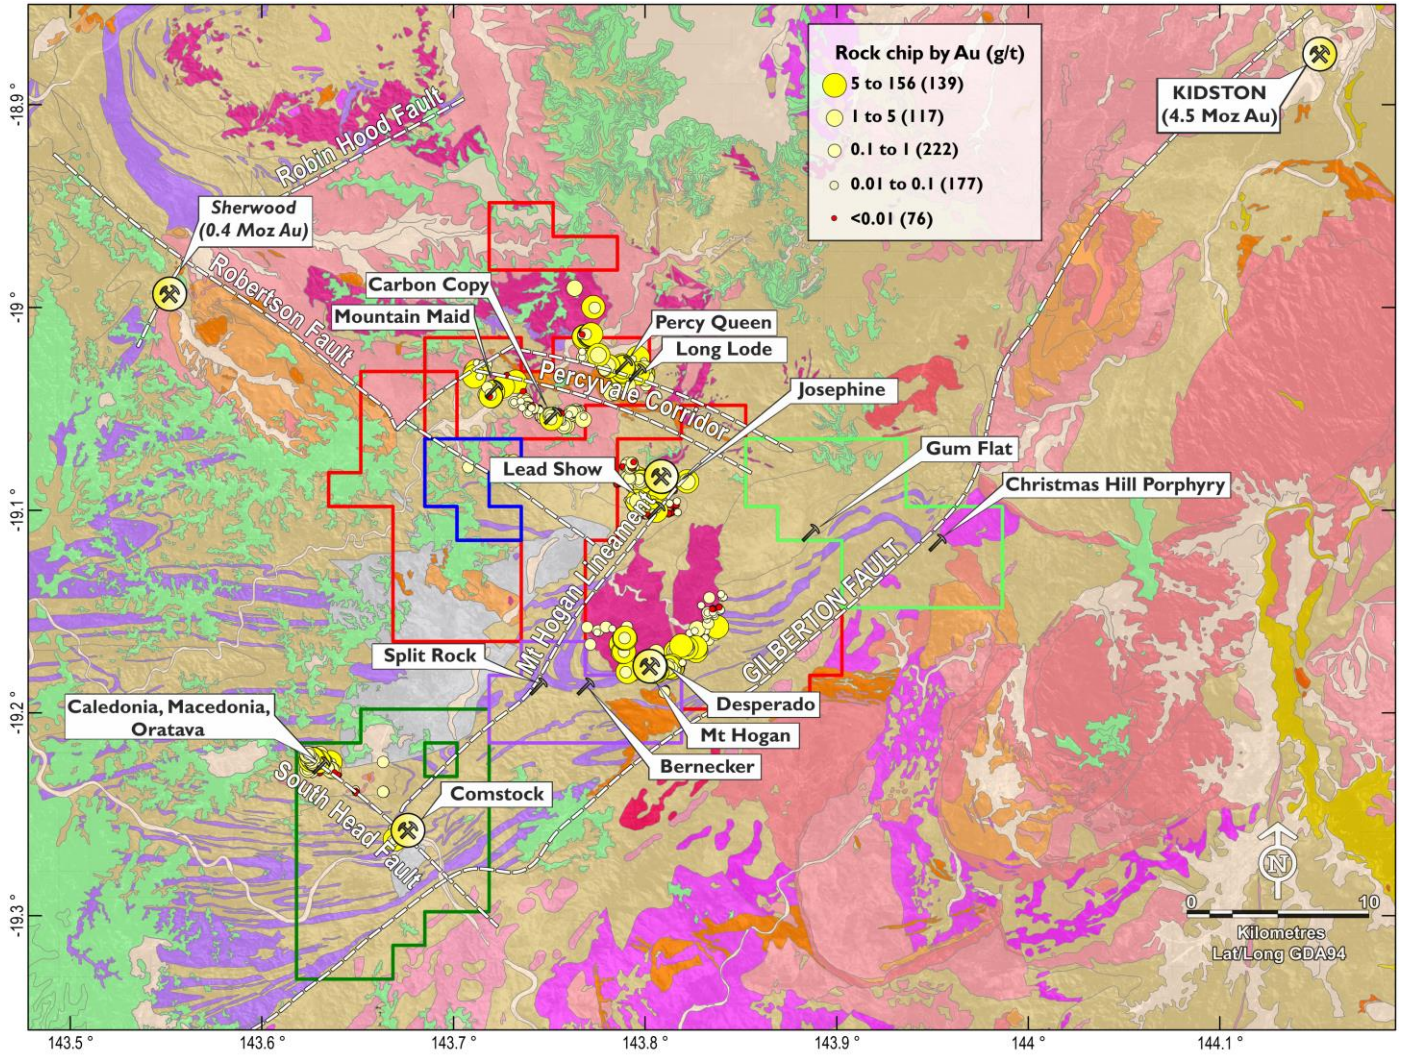 Rock chip by Au (g/t)
5 to 156 (139)
1 to 5 (117)
0.1 to 1 (222)
0.01 to 0.1 (177)
<0.01 (76)
KIDSTON
(4.5 Moz Au)
-18.9
Robin Hood Fault
Sherwood
(0.4 Moz Au)
Robertson Fault
-19
Carbon Copy
Mountain Maid
Percy Queen
Long Lode
Percyvale Corridor
Josephine
Lead Show
Gum Flat
Christmas Hill Porphyry
-19.1 °
Mt Hogan Lineament
GILBERTON FAULT
Split Rock
Desperado
Mt Hogan
Bernecker
-19.2 °
Caledonia, Macedonia,
Oratava
South Head Fault
Comstock
-19.3
N
0 10
Kilometres
Lat/Long GDA94
143.5 ° 143.6 ° 143.7 ° 143.8 ° 143.9 ° 144 ° 144.1 °